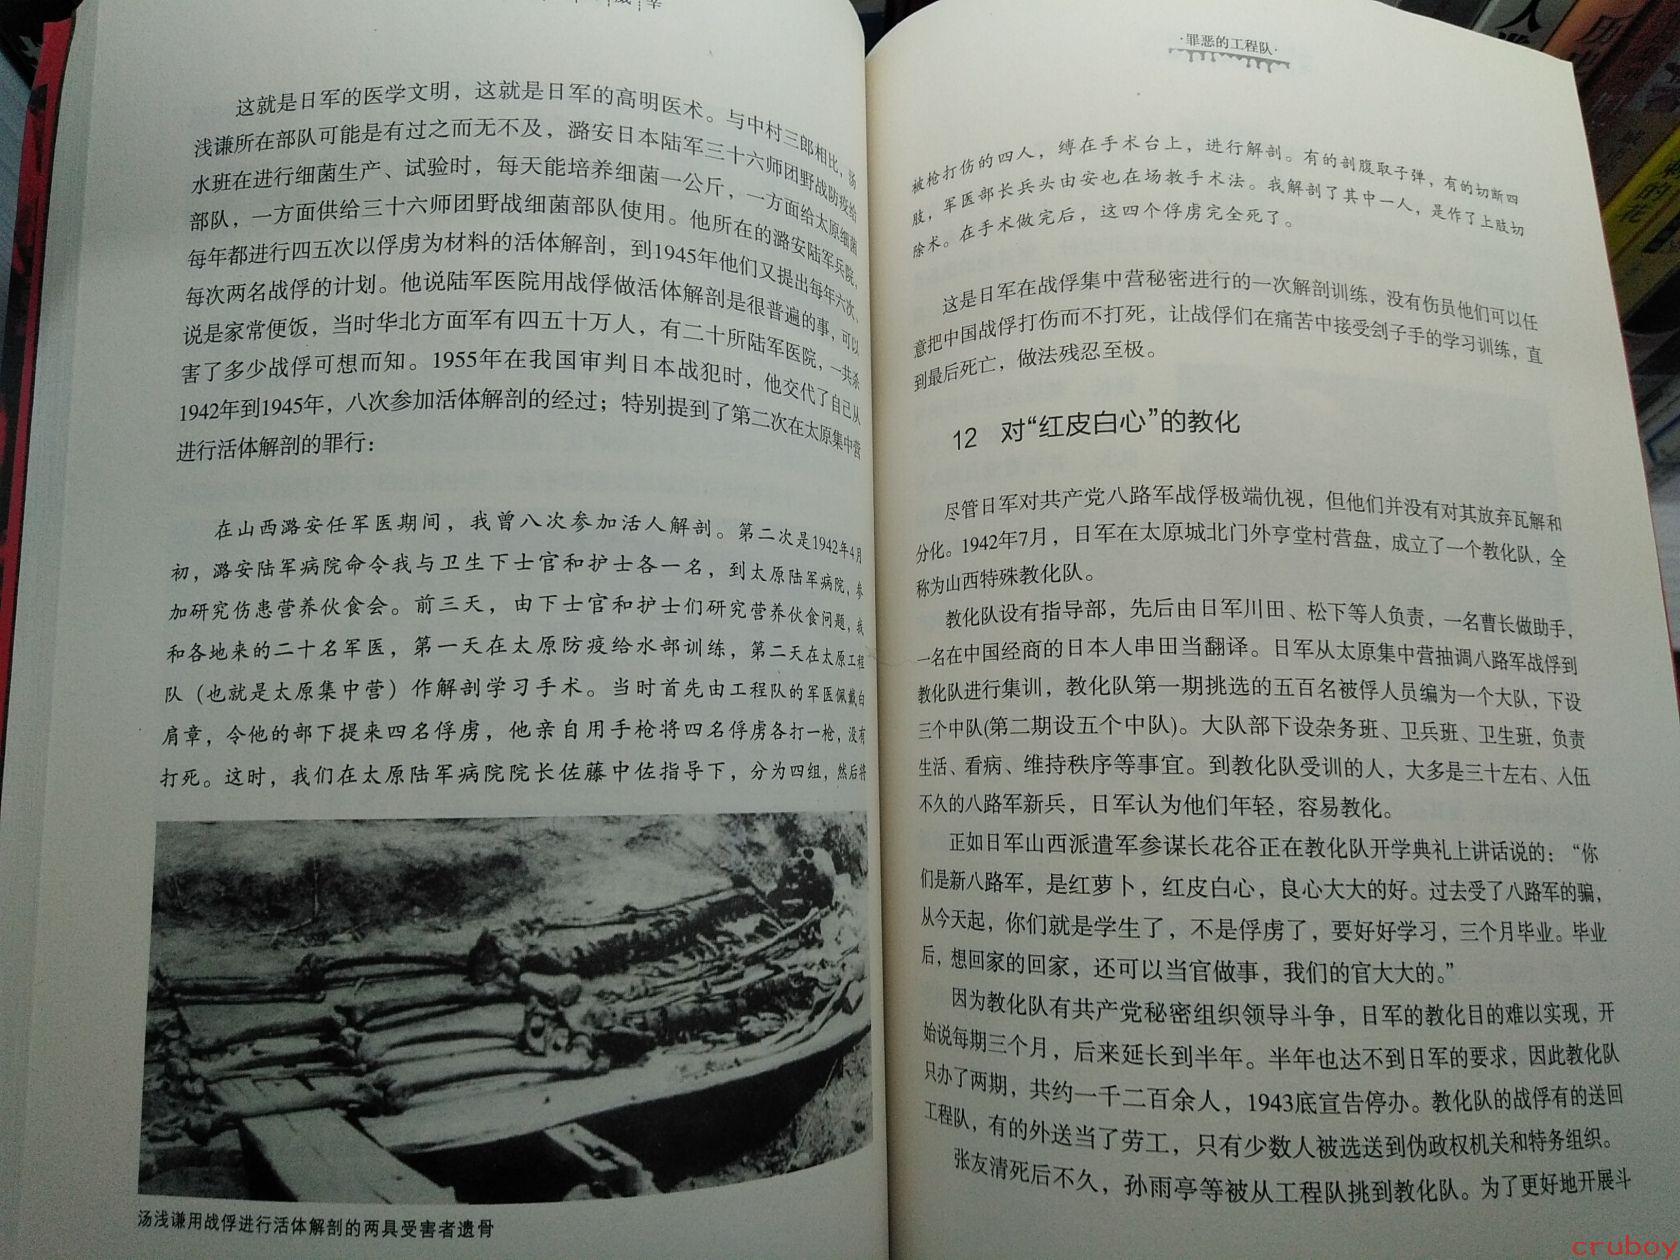 这就是日军的医学文明，这就是日军的高明医术。与中村三郎相比，汤
浅谦所在部队可能是有过之而无不及，潞安日本陆军三十六师团野战防疫给
水班在进行细菌生产、试验时，每天能培养细菌一公斤，一方面给太原细菌
部队，一方面供给三十六师团野战细菌部队使用。他所在的潞安陆军兵院，
每年都进行四五次以俘虏为材料的活体解剖，到1945年他们又提出每年六次、
每次两名战俘的计划。他说陆军医院用战俘做活体解剖是很普遍的事，可以
说是家常便饭，当时华北方面军有四五十万人，有二十所陆军医院，一共杀
害了多少战俘可想而知。1955年在我国审判日本战犯时，他交代了自己从
1942年到1945年，八次参加活体解剖的经过；特别提到了第二次在太原集中营
进行活体解剖的罪行：
在山西潞安任军医期间，我曾八次参加活人解剖。第二次是1942年4月
初，潞安陆军病院命令我与卫生下士官和护士各一名，到太原陆军病院，参
加研究伤患营养伙食会。前三天，由下士官和护士们研究营养伙食问题，我
和各地来的二十名军医，第一天在太原防疫给水部训练，第二天在太原工程
队（也就是太原集中营）作解剖学习手术。当时首先由工程队的军医佩戴白
肩章，令他的部下提来四名俘虏，他亲自用手枪将四名俘虏各打一枪，没有
打死。这时，我们在太原陆军病院院长佐藤中佐指导下，分为四组，然后将
汤浅谦用战俘进行活体解剖的两具受害者遗骨
·罪恶的工程队·
被枪打伤的四人，缚在手术台上，进行解剖。有的剖腹取子弹，有的切断四
肢，军医部长兵头由安也在场教手术法。我解剖了其中一人，是作了上肢切
除术。在手术做完后，这四个俘虏完全死了。
这是日军在战俘集中营秘密进行的一次解剖训练，没有伤员他们可以任
意把中国战俘打伤而不打死，让战俘们在痛苦中接受刽子手的学习训练，直
到最后死亡，做法残忍至极。
12 对“红皮白心”的教化
尽管日军对共产党八路军战俘极端仇视，但他们并没有对其放弃瓦解和
分化。1942年7月，日军在太原城北门外亨堂村营盘，成立了一个教化队，全
称为山西特殊教化队。
教化队设有指导部，先后由日军川田、松下等人负责，一名曹长做助手，
一名在中国经商的日本人串田当翻译。日军从太原集中营抽调八路军战俘到
教化队进行集训，教化队第一期挑选的五百名被俘人员编为一个大队，下设
三个中队(第二期设五个中队)。大队部下设杂务班、卫兵班、卫生班，负责
生活、看病、维持秩序等事宜。到教化队受训的人，大多是三十左右、入伍
不久的八路军新兵，日军认为他们年轻，容易教化。
正如日军山西派遣军参谋长花谷正在教化队开学典礼上讲话说的：“你
们是新八路军，是红萝卜，红皮白心，良心大大的好。过去受了八路军的骗，
从今天起，你们就是学生了，不是俘虏了，要好好学习，三个月毕业。毕业
后，想回家的回家，还可以当官做事，我们的官大大的。”
因为教化队有共产党秘密组织领导斗争，日军的教化目的难以实现，开
始说每期三个月，后来延长到半年。半年也达不到日军的要求，因此教化队
只办了两期，共约一千二百余人，1943底宣告停办。教化队的战俘有的送回
工程队，有的外送当了劳工，只有少数人被选送到伪政权机关和特务组织。
张友清死后不久，孙雨亭等被从工程队挑到教化队。为了更好地开展斗
cruboy